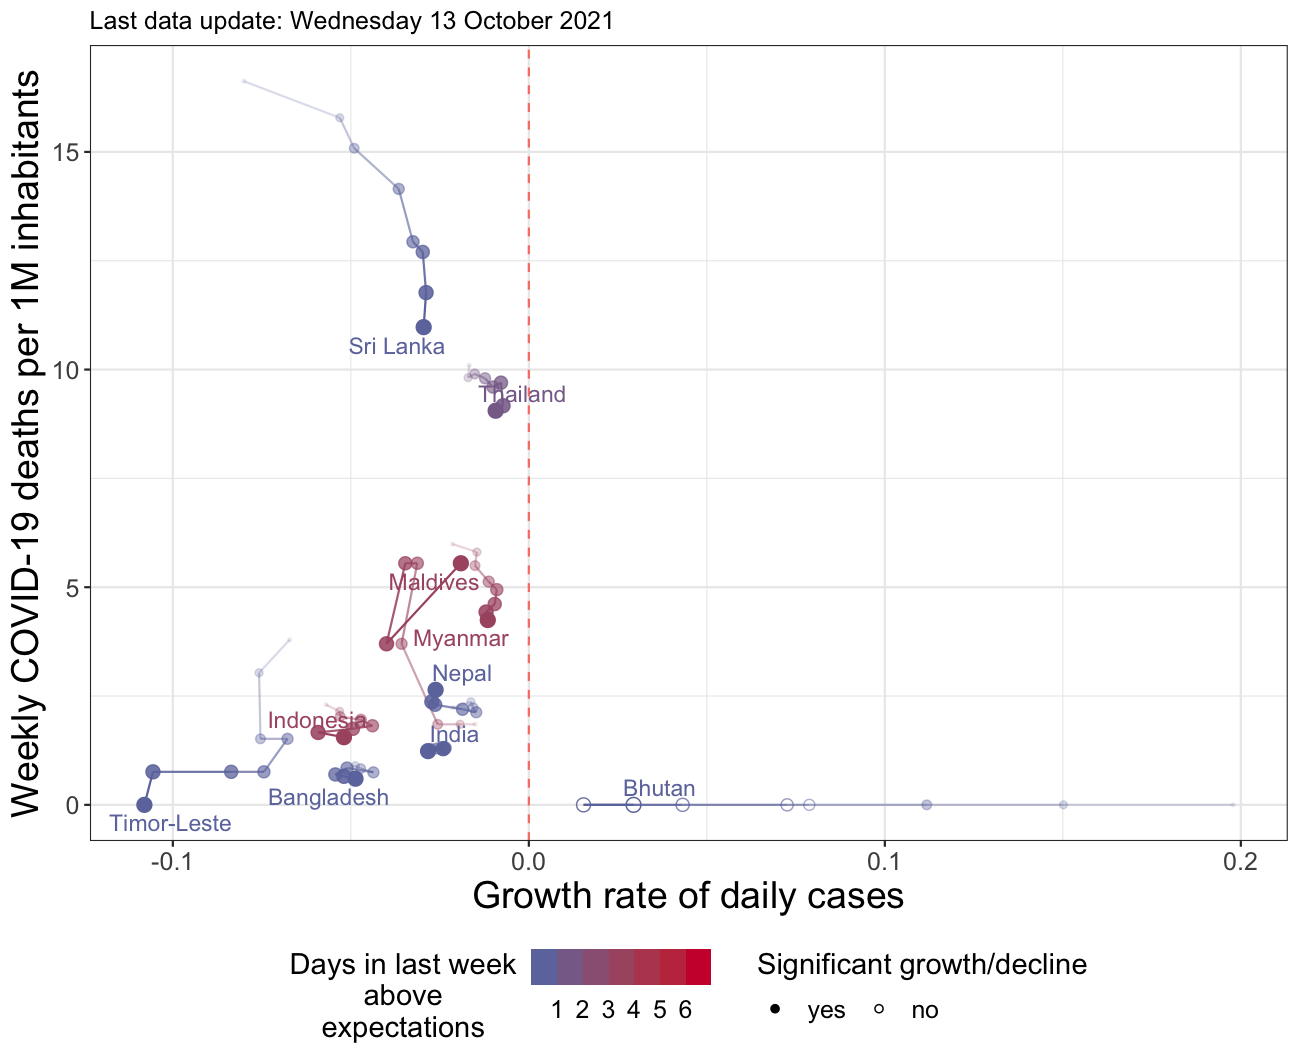 Last data update: Wednesday 13 October 2021
Weekly COVID-19 deaths per 1M inhabitants
15
10
5
0
Sri Lanka
Thailand
Maldives
Myanmar
Nepal
Indonesia
India
Bangladesh
Bhutan
Timor-Leste
-0.1 0.0 0.1 0.2
Growth rate of daily cases
Days in last week
above
expectations
1 2 3 4 5 6
Significant growth/decline
yes no